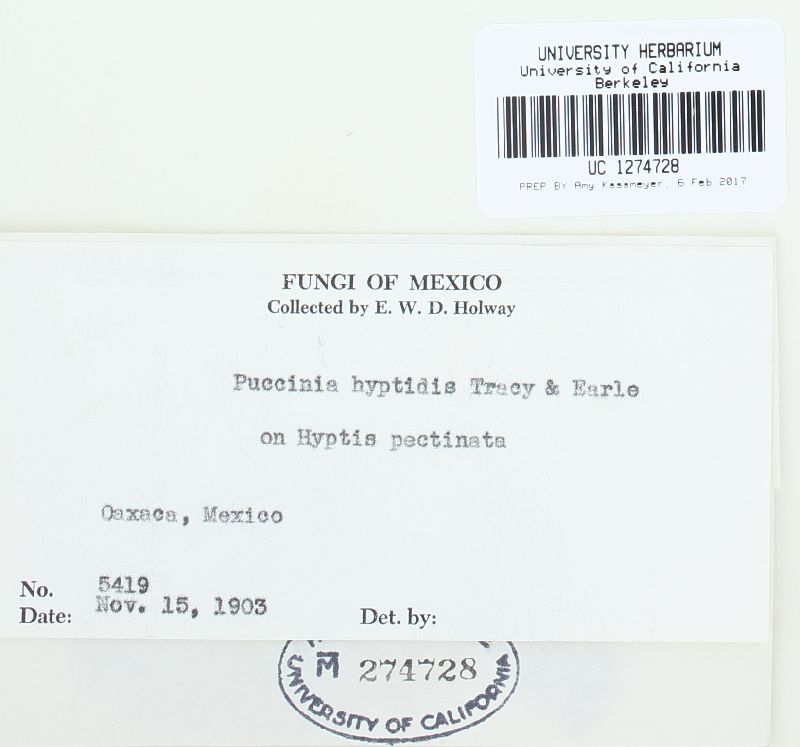 UNIVERSITY HERBARIUM
University of California
Berkeley
UC 1274728
PREP BY Amy Kasameyer, 6 Feb 2017
FUNGI OF MEXICO
Collected by E. W. D. Holway
Puccinia hyptidis Tracy & Earle
on Hyptis pectinata
Oaxaca, Mexico
No. 5419
Date: Nov. 15, 1903 Det. by:
M 274728
UNIVERSITY OF CALIFORNIA